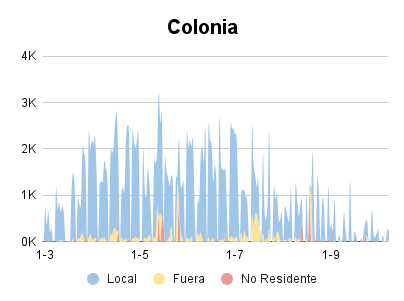 Colonia
4K
3K
2K
1K
0K
1-3 1-5 1-7 1-9
Local Fuera No Residente